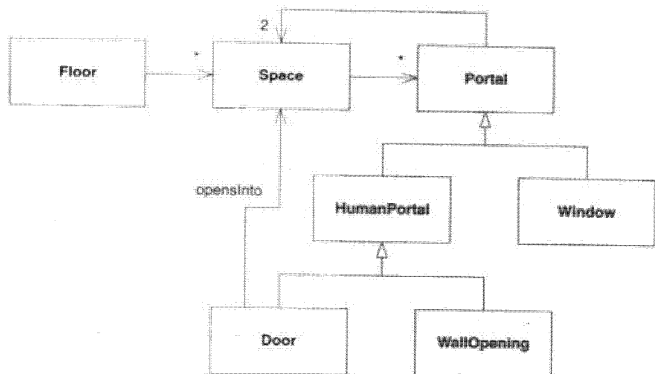 2
*
*
Floor
Space
Portal
opensInto
HumanPortal
Window
Door
WallOpening